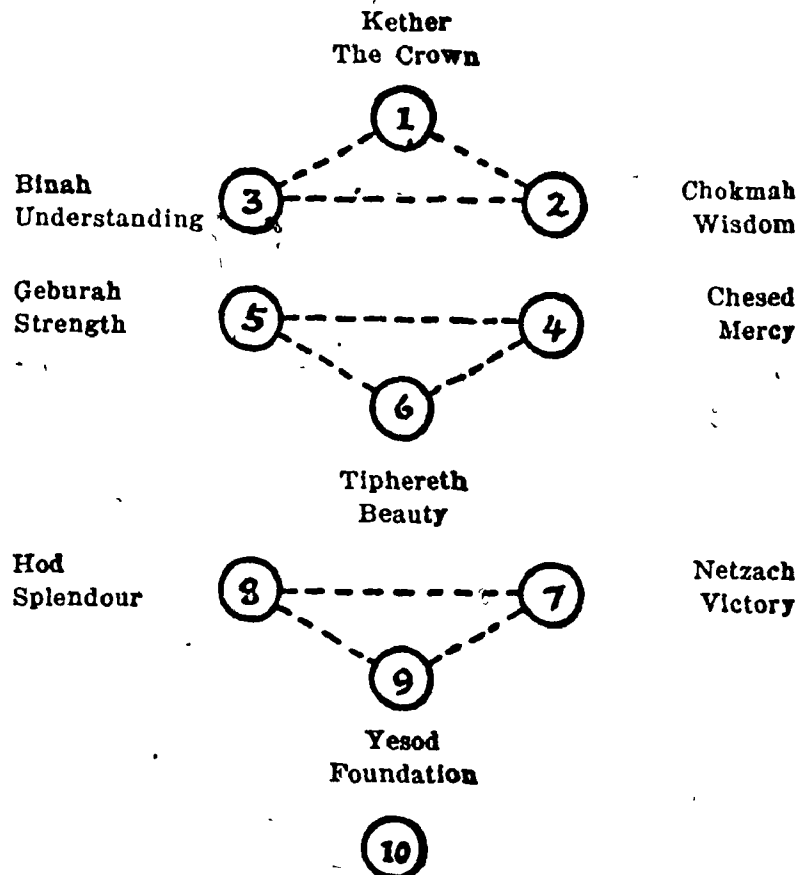 Kether
The Crown
1
Binah
Understanding
3
2
Chokmah
Wisdom
Geburah
Strength
5
4
Chesed
Mercy
6
Tiphereth
Beauty
Hod
Splendour
8
7
Netzach
Victory
9
Yesod
Foundation
10